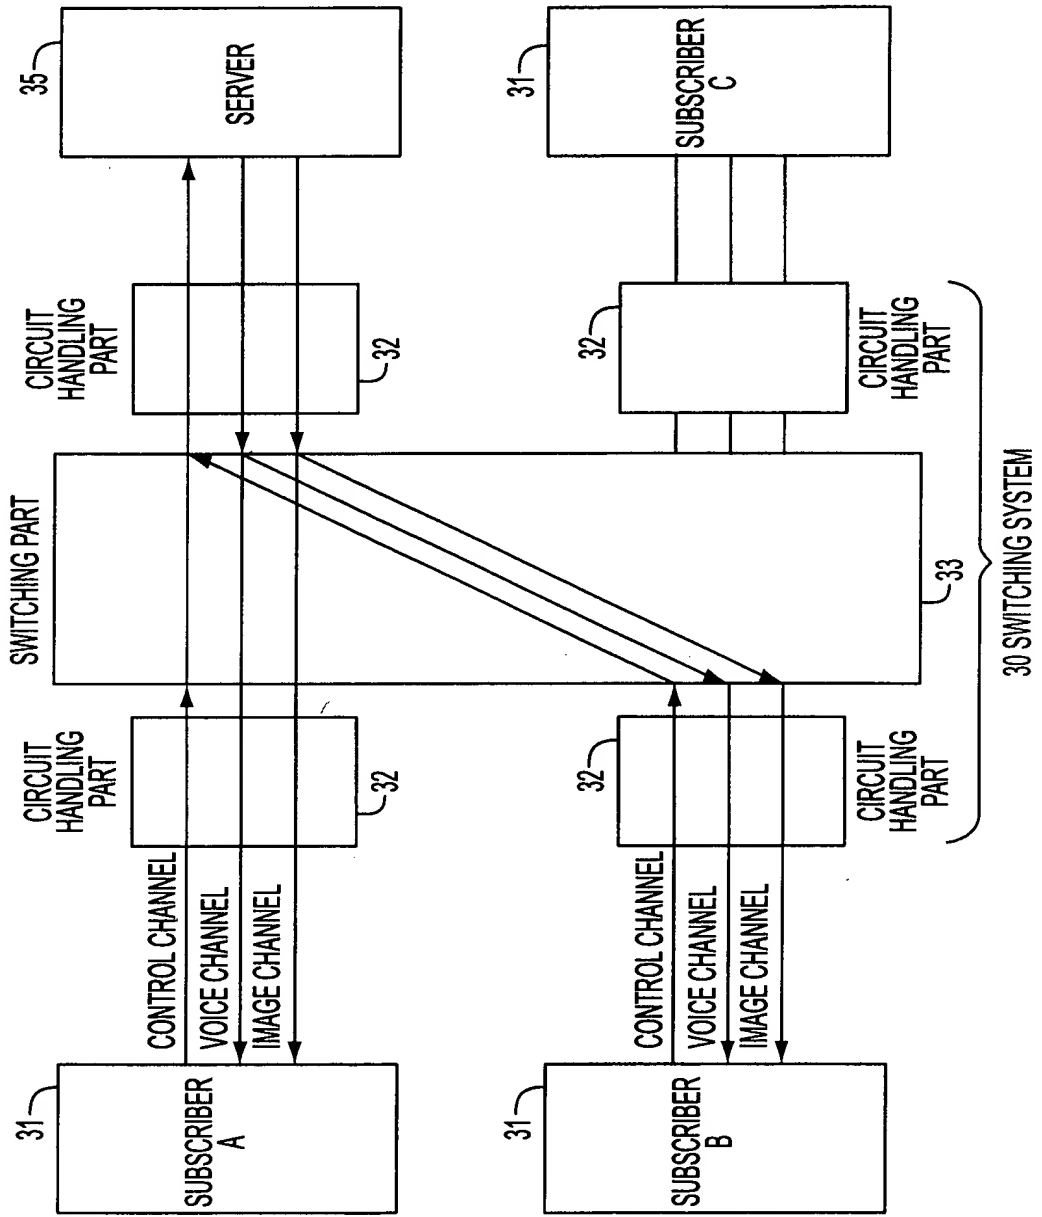 31
SUBSCRIBER
A
CONTROL CHANNEL
VOICE CHANNEL
IMAGE CHANNEL
CIRCUIT
HANDLING
PART
32
SWITCHING PART
CIRCUIT
HANDLING
PART
32
35
SERVER
31
SUBSCRIBER
B
CONTROL CHANNEL
VOICE CHANNEL
IMAGE CHANNEL
32
CIRCUIT
HANDLING
PART
33
32
CIRCUIT
HANDLING
PART
31
SUBSCRIBER
C
30 SWITCHING SYSTEM